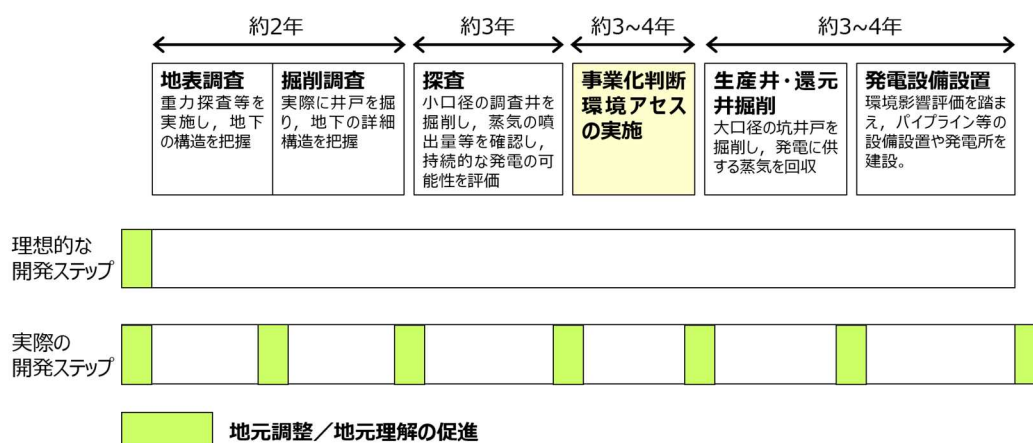 約2年
約3年
約3~4年
約3~4年
地表調査
重力探査等を
実施し，地下
の構造を把握
掘削調査
実際に井戸を掘
り，地下の詳細
構造を把握
探査
小口径の調査井を
掘削し，蒸気の噴
出量等を確認し，
持続的な発電の可
能性を評価
事業化判断
環境アセス
の実施
生産井・還元
井掘削
大口径の坑井戸を
掘削し，発電に供
する蒸気を回収
発電設備設置
環境影響評価を踏ま
え，パイプライン等の
設備設置や発電所を
建設。
理想的な
開発ステップ
実際の
開発ステップ
地元調整／地元理解の促進